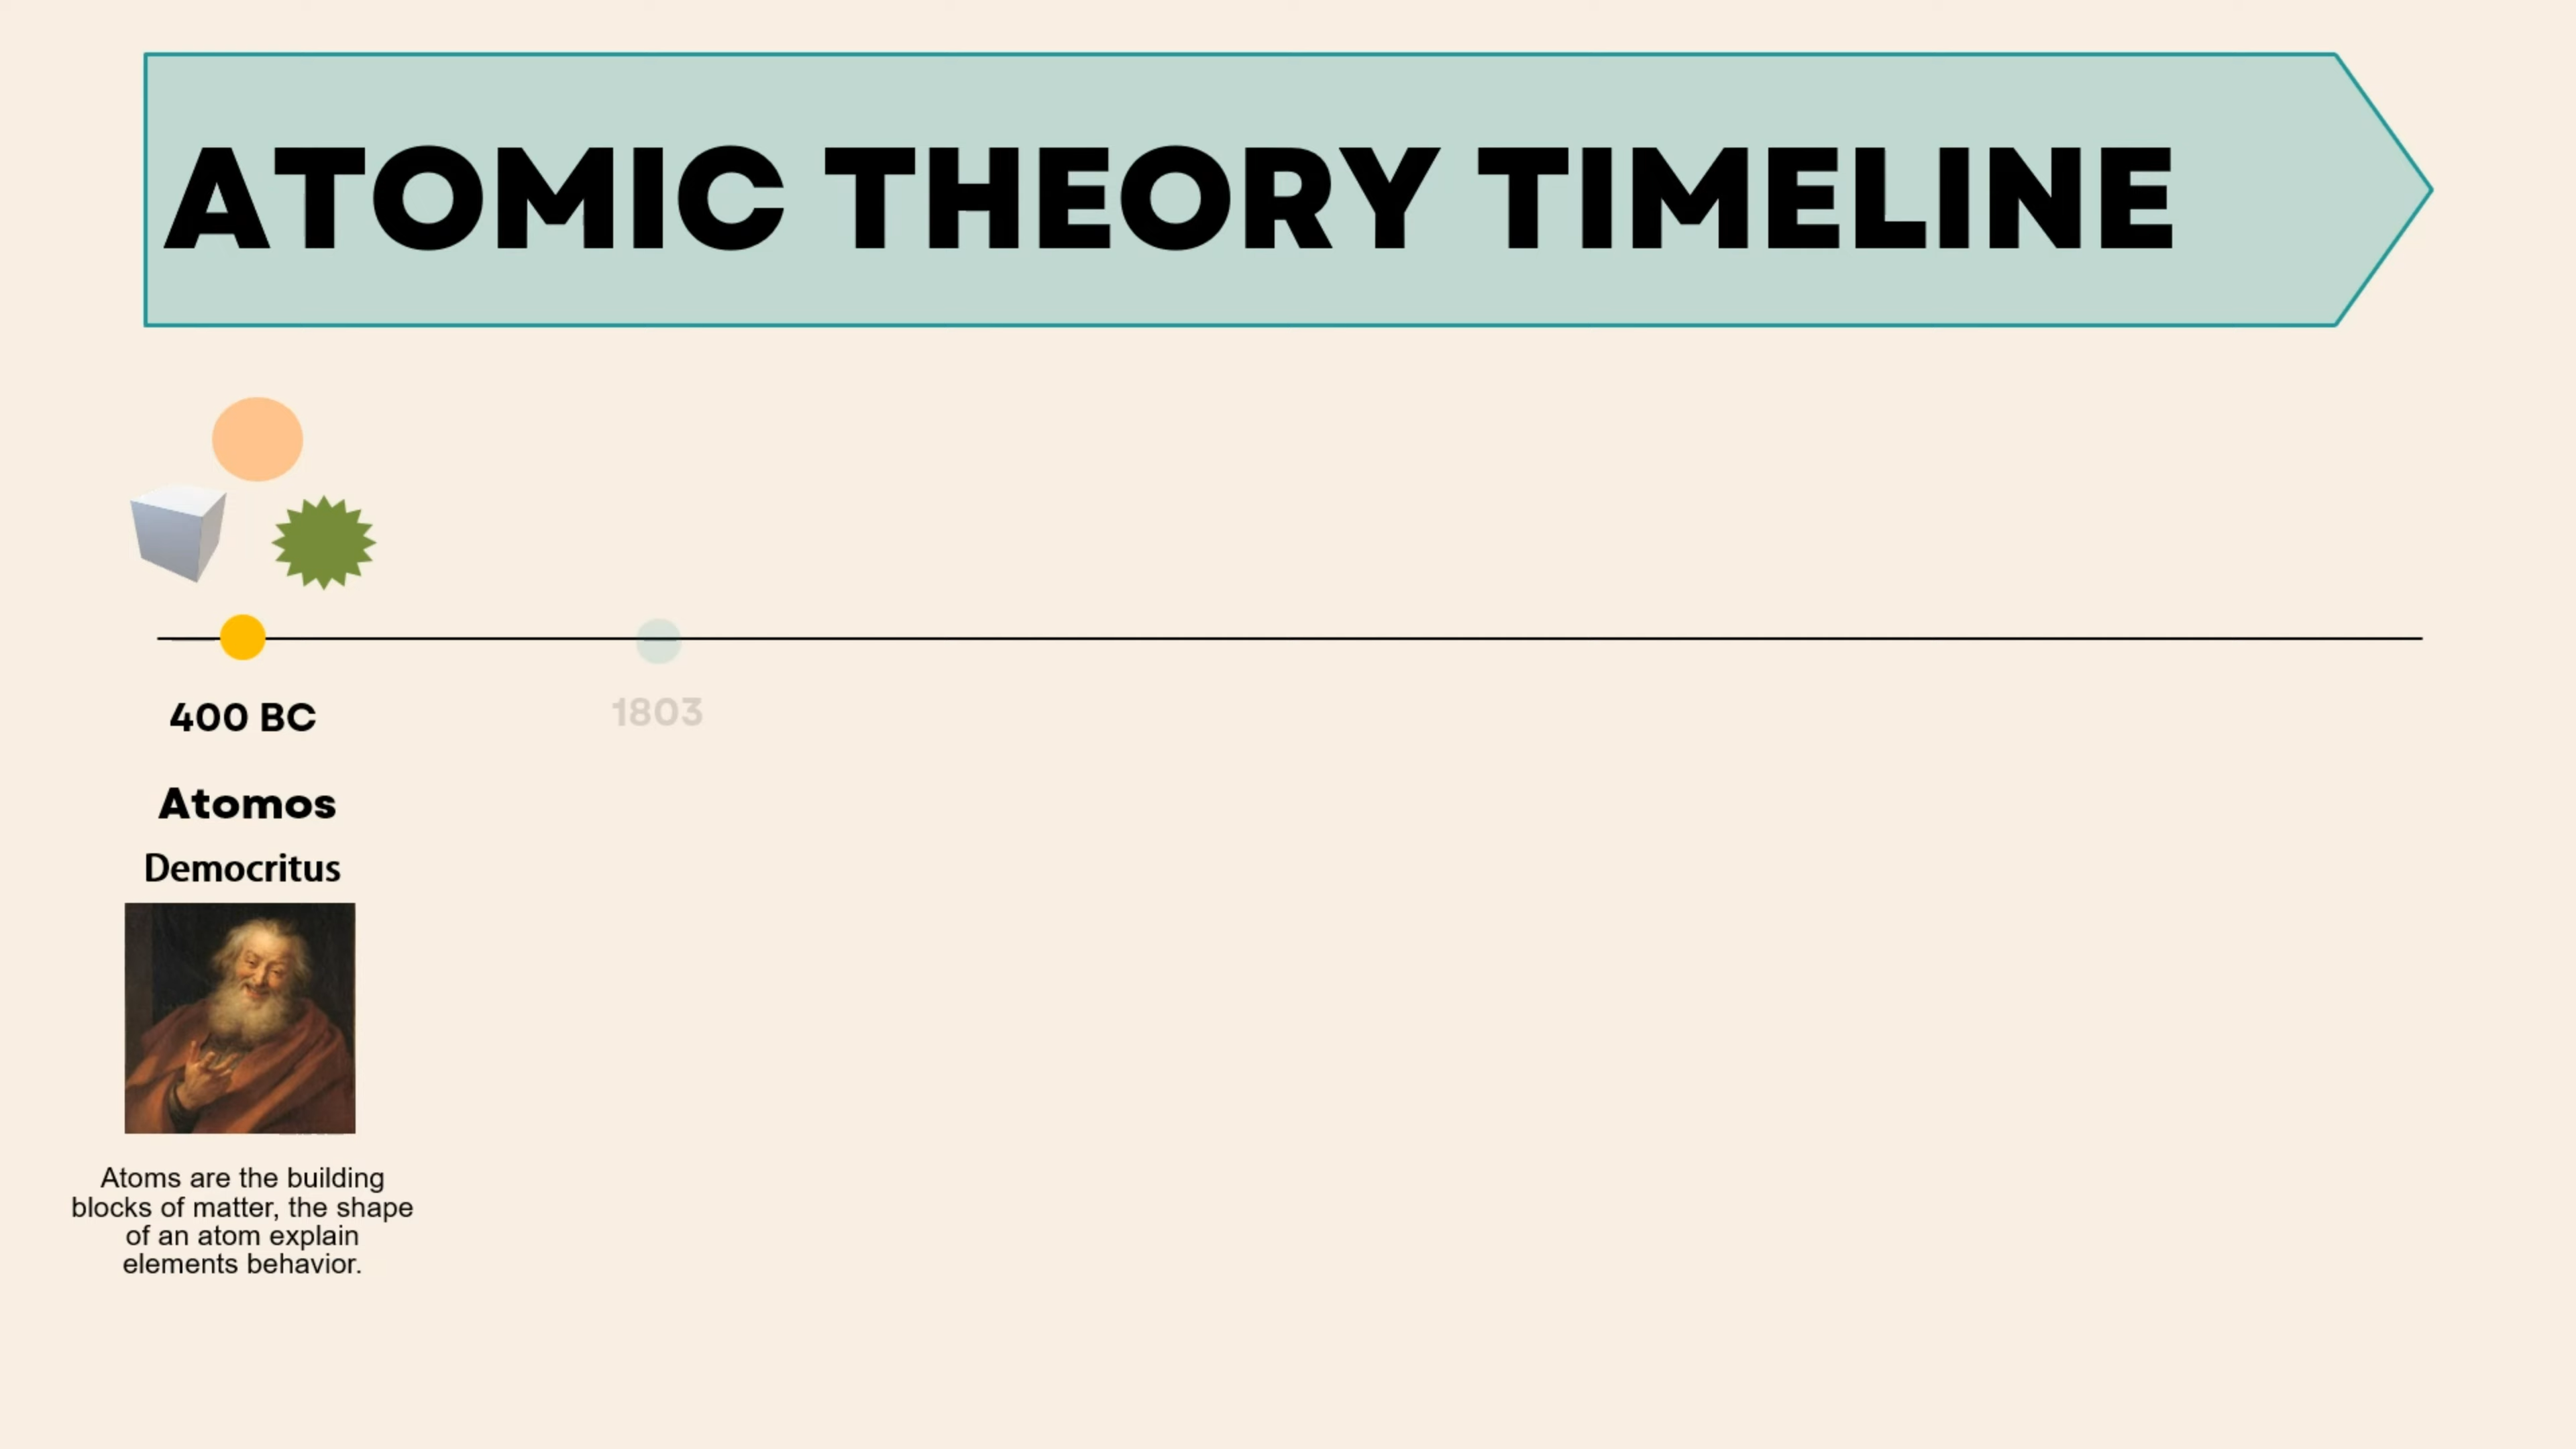 ATOMIC THEORY TIMELINE
400 BC
1803
Atomos
Democritus
Atoms are the building
blocks of matter, the shape
of an atom explain
elements behavior.